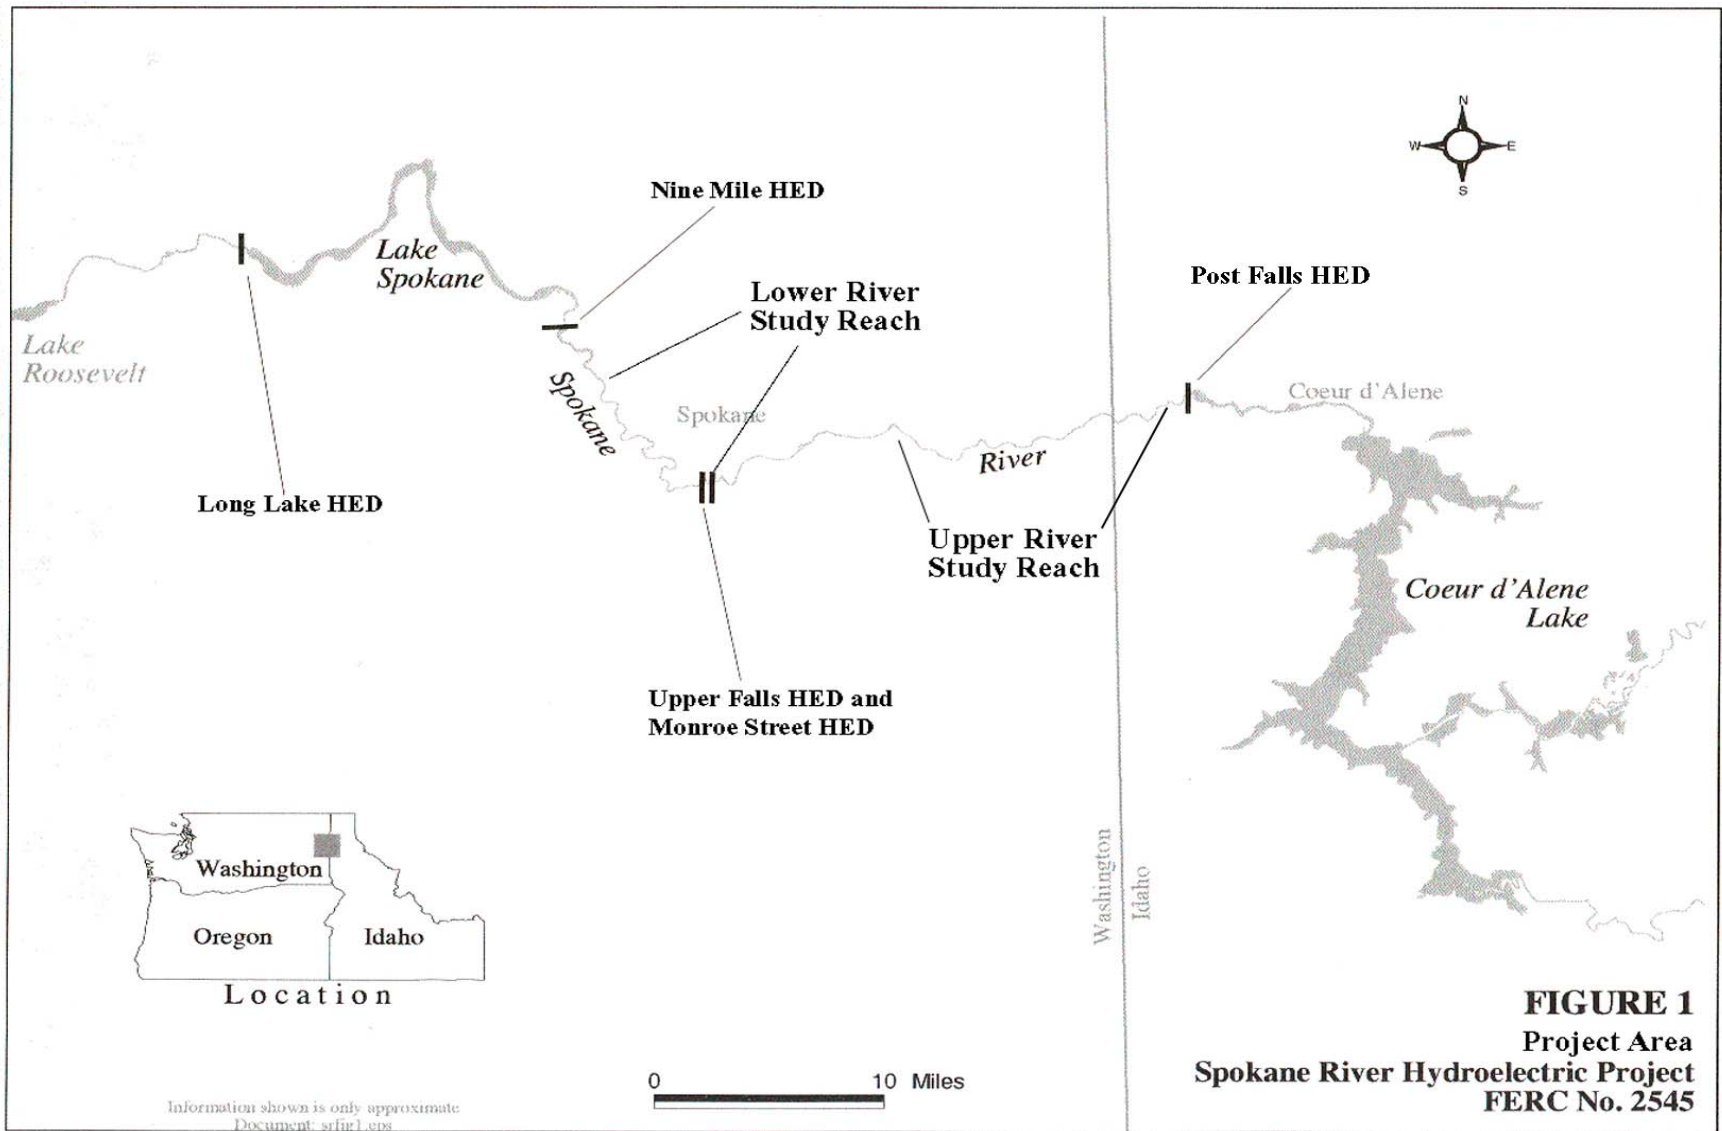 N
W
E
S
Nine Mile HED
Lake
Spokane
Lower River
Study Reach
Post Falls HED
Lake
Roosevelt
Coeur d'Alene
Spokane
Spokane
River
Long Lake HED
Upper River
Study Reach
Coeur d'Alene
Lake
Upper Falls HED and
Monroe Street HED
Washington
Idaho
Washington
Oregon
Idaho
Location
FIGURE 1
Project Area
Spokane River Hydroelectric Project
FERC No. 2545
0
10 Miles
Information shown is only approximate
Document: srfig1.eps